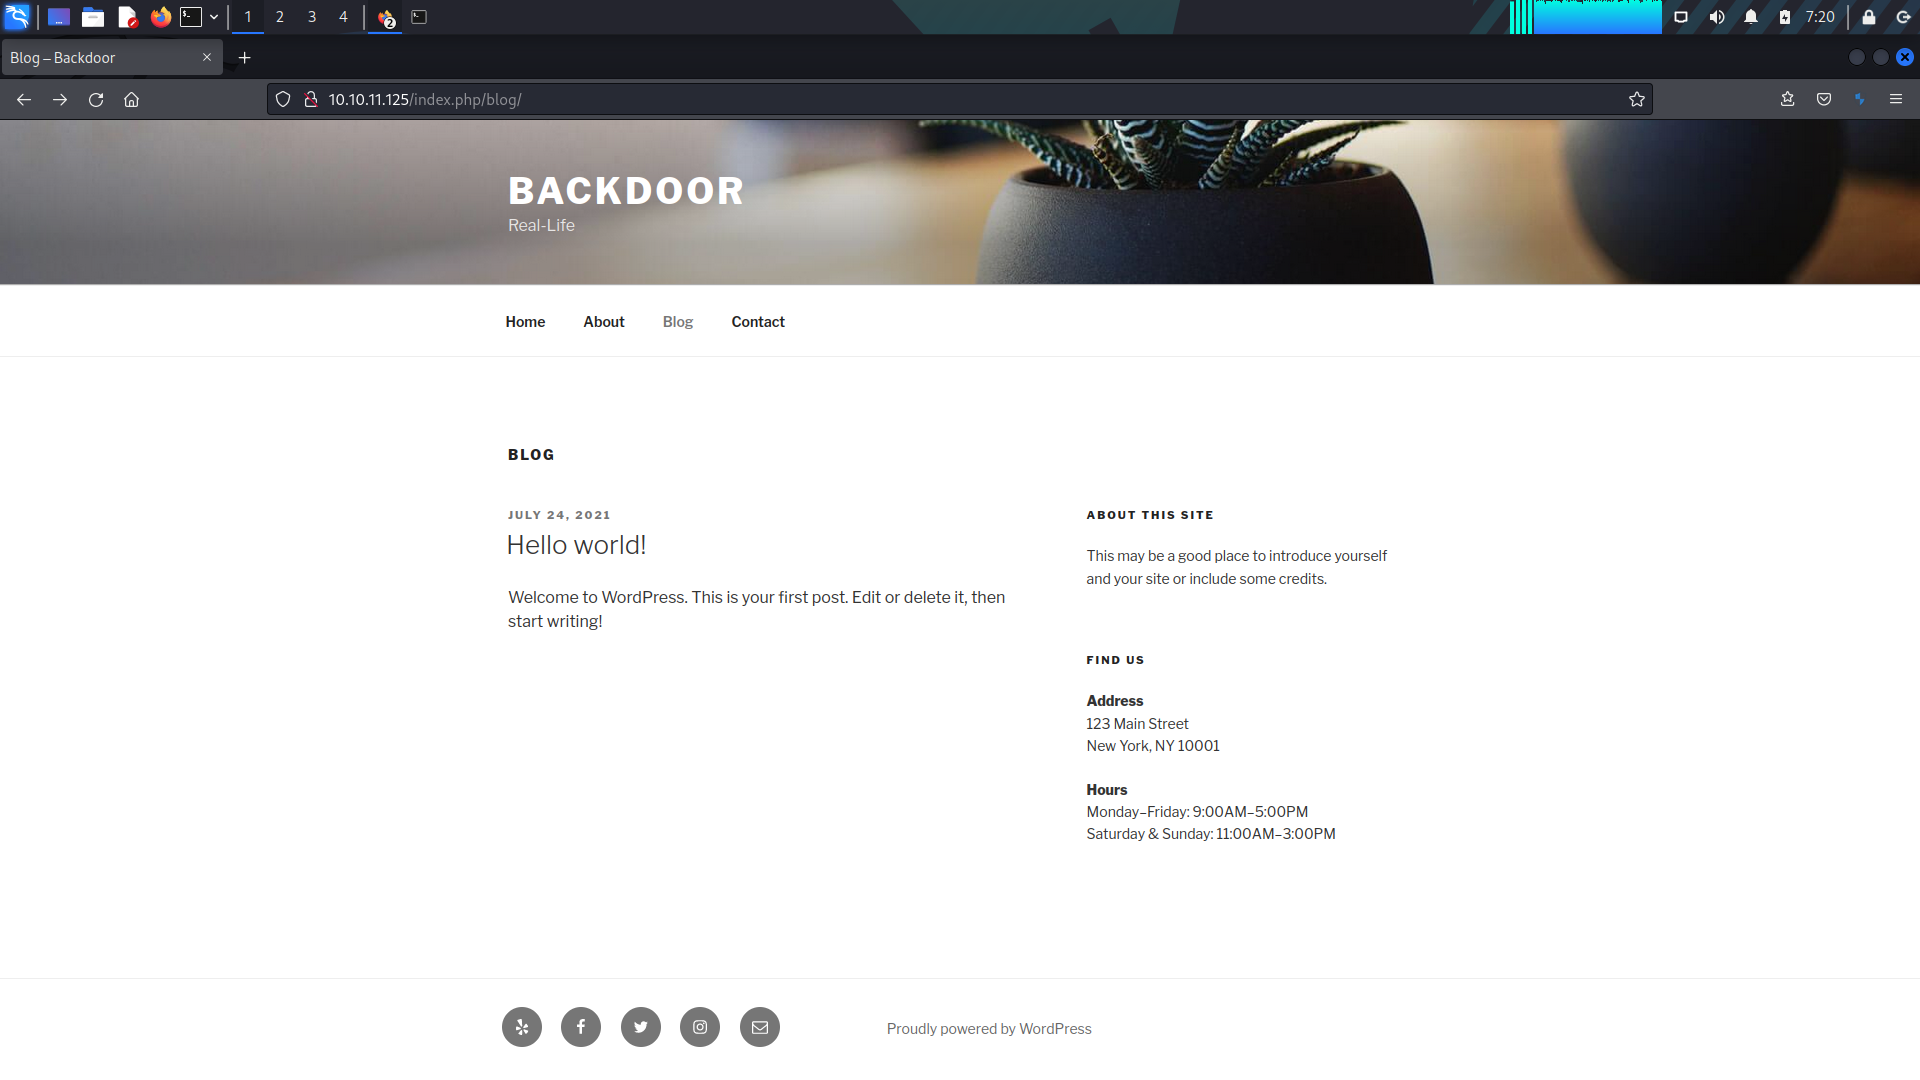 1 2 3 4 2 7:20
Blog – Backdoor
10.10.11.125/index.php/blog/
BACKDOOR
Real-Life
Home About Blog Contact
BLOG
JULY 24, 2021
Hello world!
Welcome to WordPress. This is your first post. Edit or delete it, then
start writing!
ABOUT THIS SITE
This may be a good place to introduce yourself
and your site or include some credits.
FIND US
Address
123 Main Street
New York, NY 10001
Hours
Monday–Friday: 9:00AM–5:00PM
Saturday & Sunday: 11:00AM–3:00PM
Proudly powered by WordPress